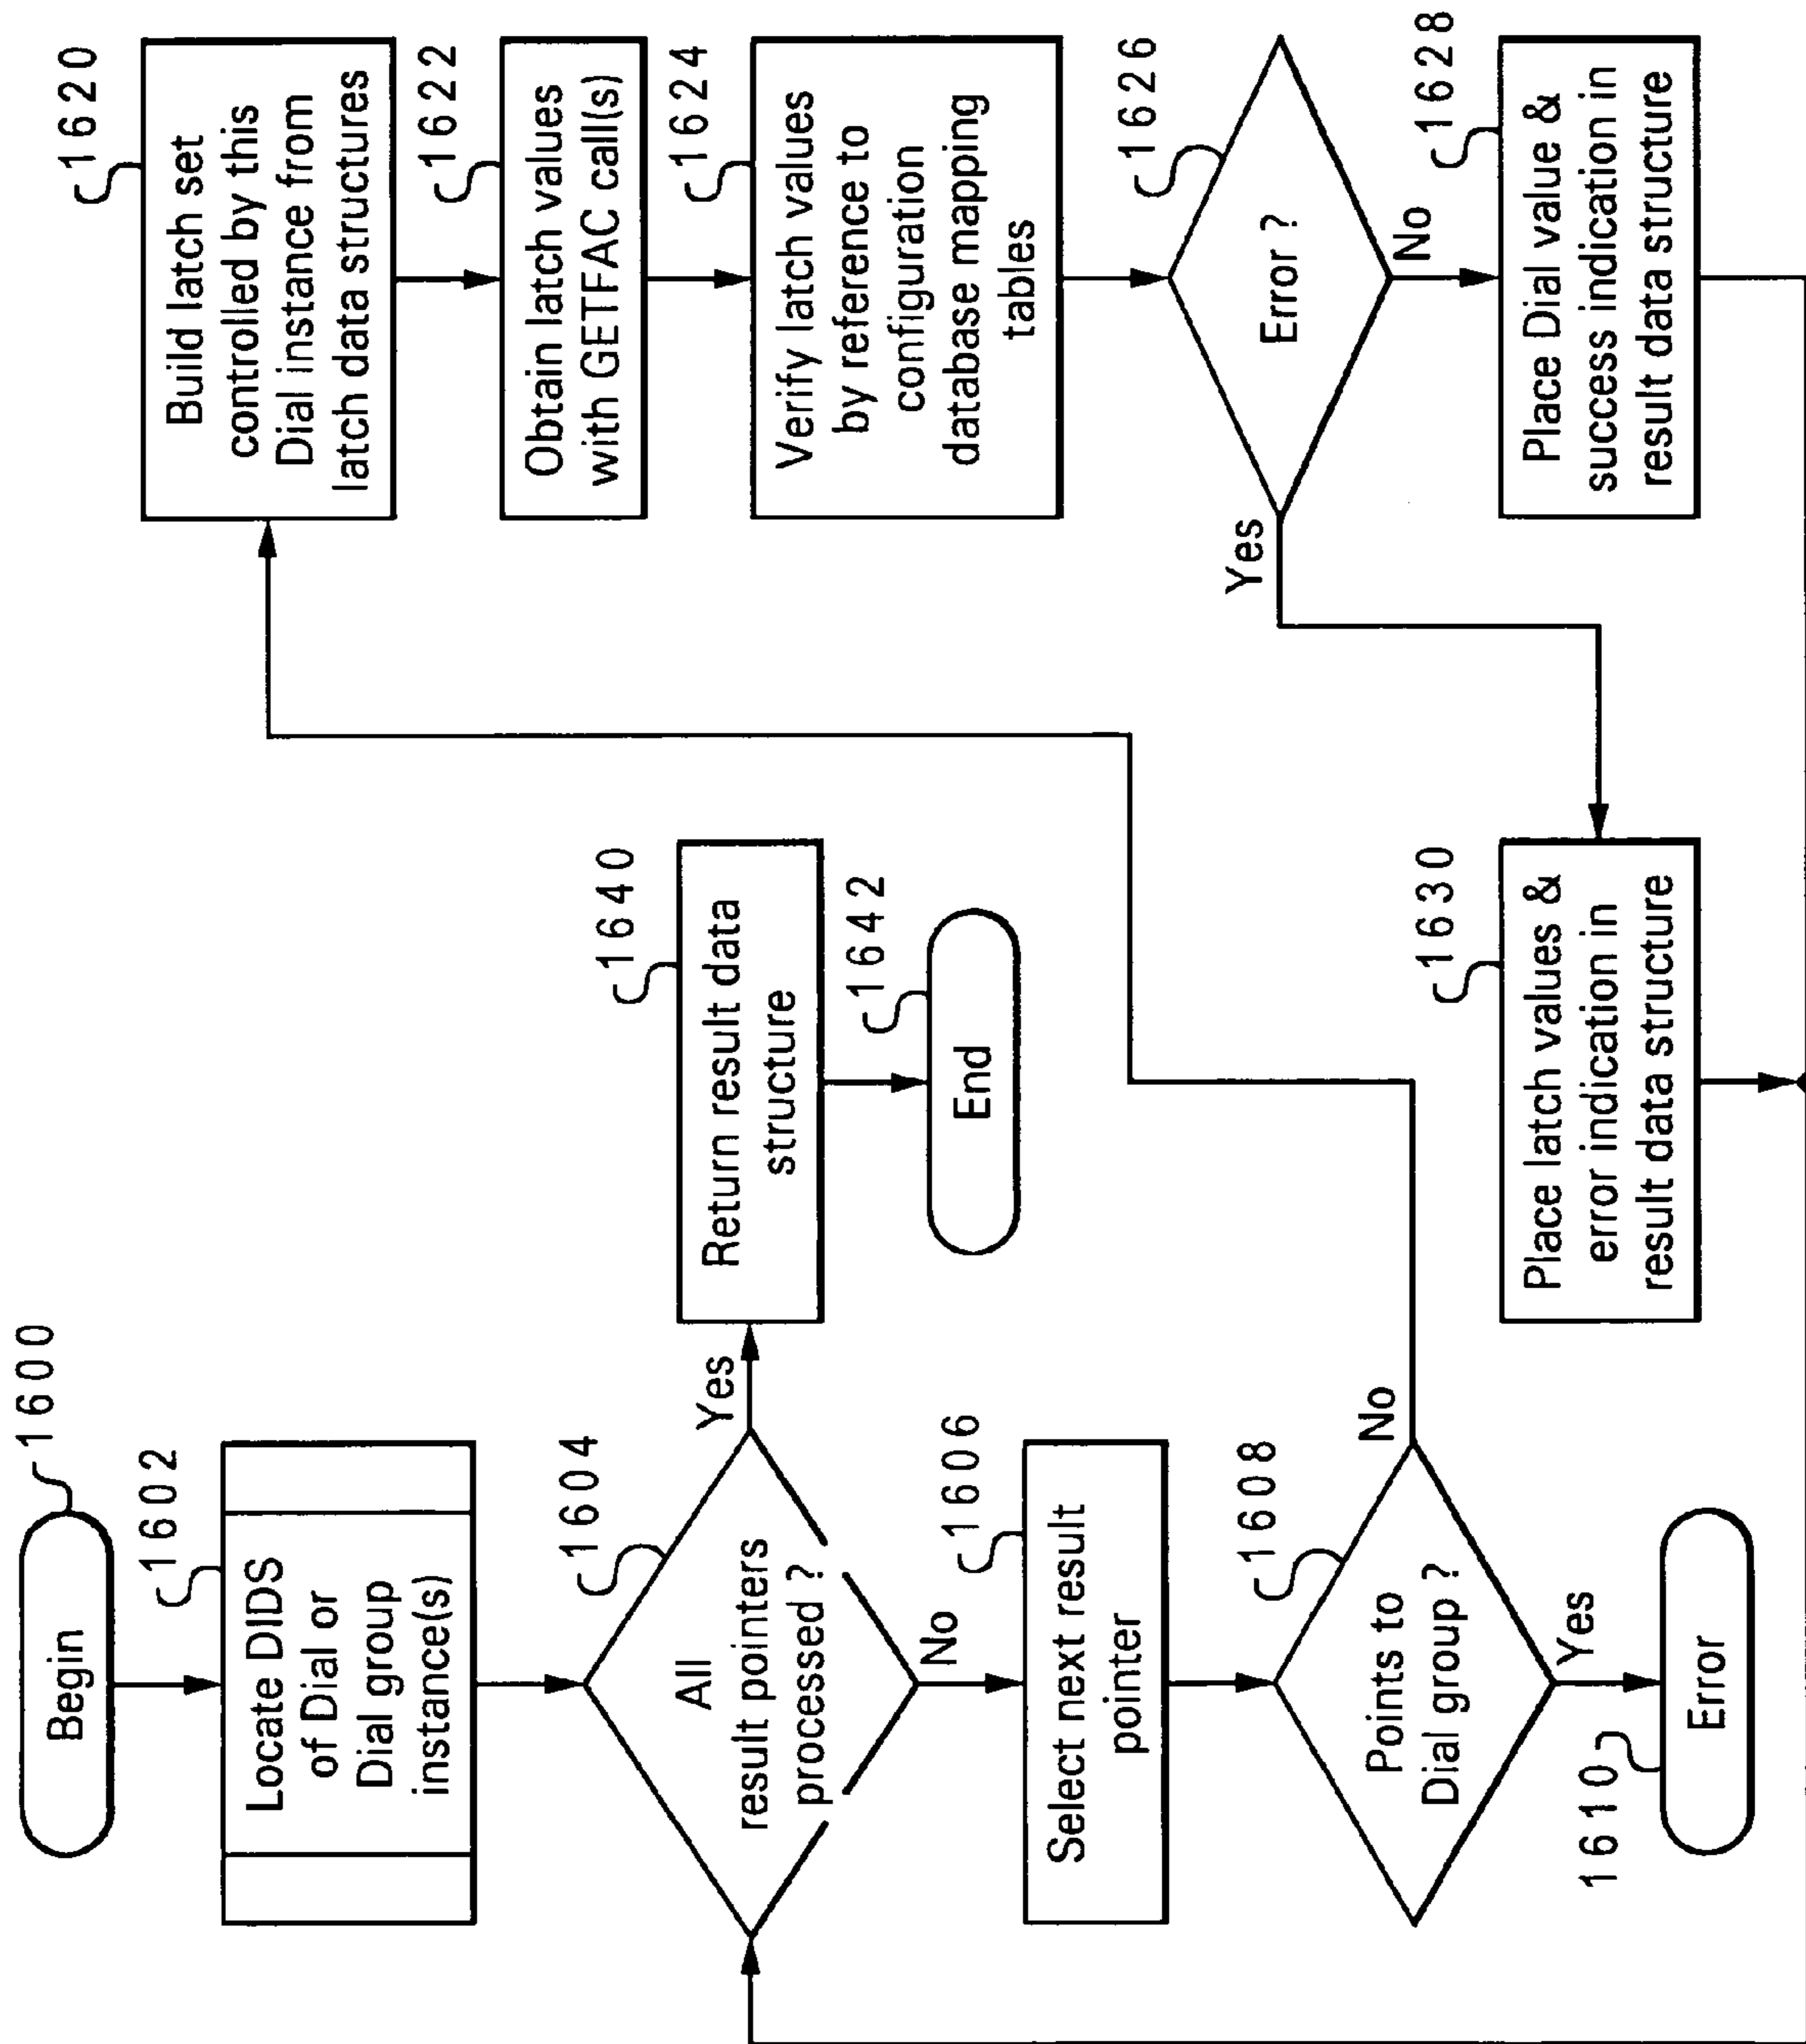 1600
Begin
1602
Locate DIDS
of Dial or
Dial group
instance(s)
1604
All
result pointers
processed ?
Yes
No
1606
Select next result
pointer
1608
Points to
Dial group ?
No
Yes
1610
Error
1640
Return result data
structure
1642
End
1620
Build latch set
controlled by this
Dial instance from
latch data structures
1622
Obtain latch values
with GETFAC call(s)
1624
Verify latch values
by reference to
configuration
database mapping
tables
1626
Error ?
Yes
No
1628
Place Dial value &
success indication in
result data structure
1630
Place latch values &
error indication in
result data structure